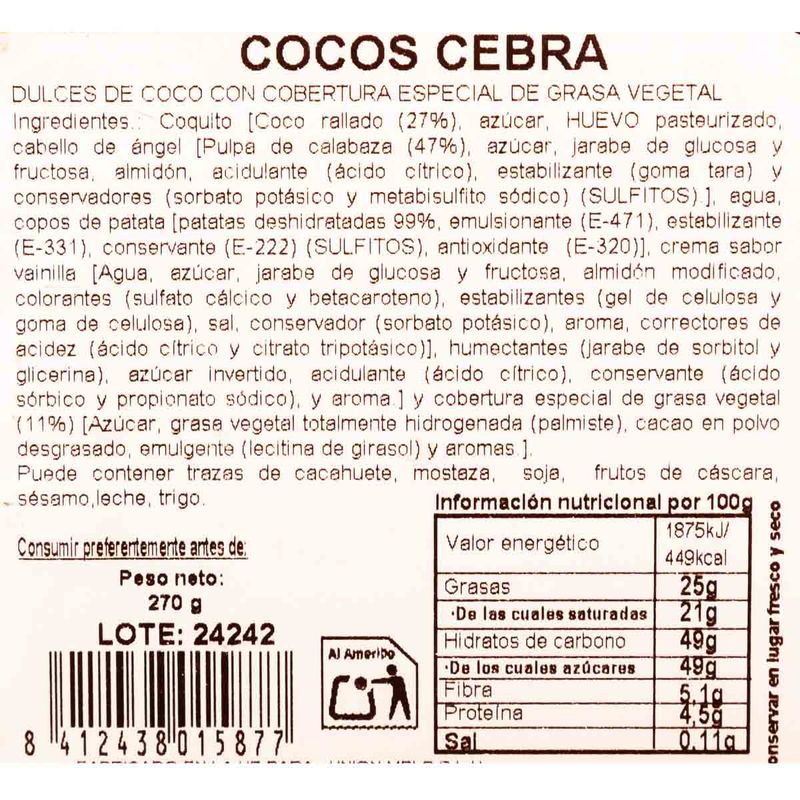 COCOS CEBRA
DULCES DE COCO CON COBERTURA ESPECIAL DE GRASA VEGETAL
Ingredientes.: Coquito [Coco rallado (27%), azúcar, HUEVO pasteurizado,
cabello de ángel [Pulpa de calabaza (47%), azúcar, jarabe de glucosa y
fructosa, almidón, acidulante (ácido cítrico), estabilizante (goma tara) y
conservadores (sorbato potásico y metabisulfito sódico) (SULFITOS).], agua,
copos de patata [patatas deshidratadas 99%, emulsionante (E-471), estabilizante
(E-331), conservante (E-222) (SULFITOS), antioxidante (E-320)], crema sabor
vainilla [Agua, azúcar, jarabe de glucosa y fructosa, almidón modificado,
colorantes (sulfato cálcico y betacaroteno), estabilizantes (gel de celulosa y
goma de celulosa), sal, conservador (sorbato potásico), aroma, correctores de
acidez (ácido cítrico y citrato tripotásico)], humectantes (jarabe de sorbitol y
glicerina), azúcar invertido, acidulante (ácido cítrico), conservante (ácido
sórbico y propionato sódico), y aroma.] y cobertura especial de grasa vegetal
(11%) [Azúcar, grasa vegetal totalmente hidrogenada (palmiste), cacao en polvo
desgrasado, emulgente (lecitina de girasol) y aromas.].
Puede contener trazas de cacahuete, mostaza, soja, frutos de cáscara,
sésamo,leche, trigo.
Información nutricional por 100g
Valor energético 1875kJ/
449kcal
Grasas 25g
·De las cuales saturadas 21g
Hidratos de carbono 49g
·De los cuales azúcares 49g
Fibra 5,1g
Proteína 4,5g
Sal 0,11g
Consumir preferentemente antes de:
Peso neto:
270 g
LOTE: 24242
Al Ameribo
8 412438 015877
onservar en lugar fresco y seco